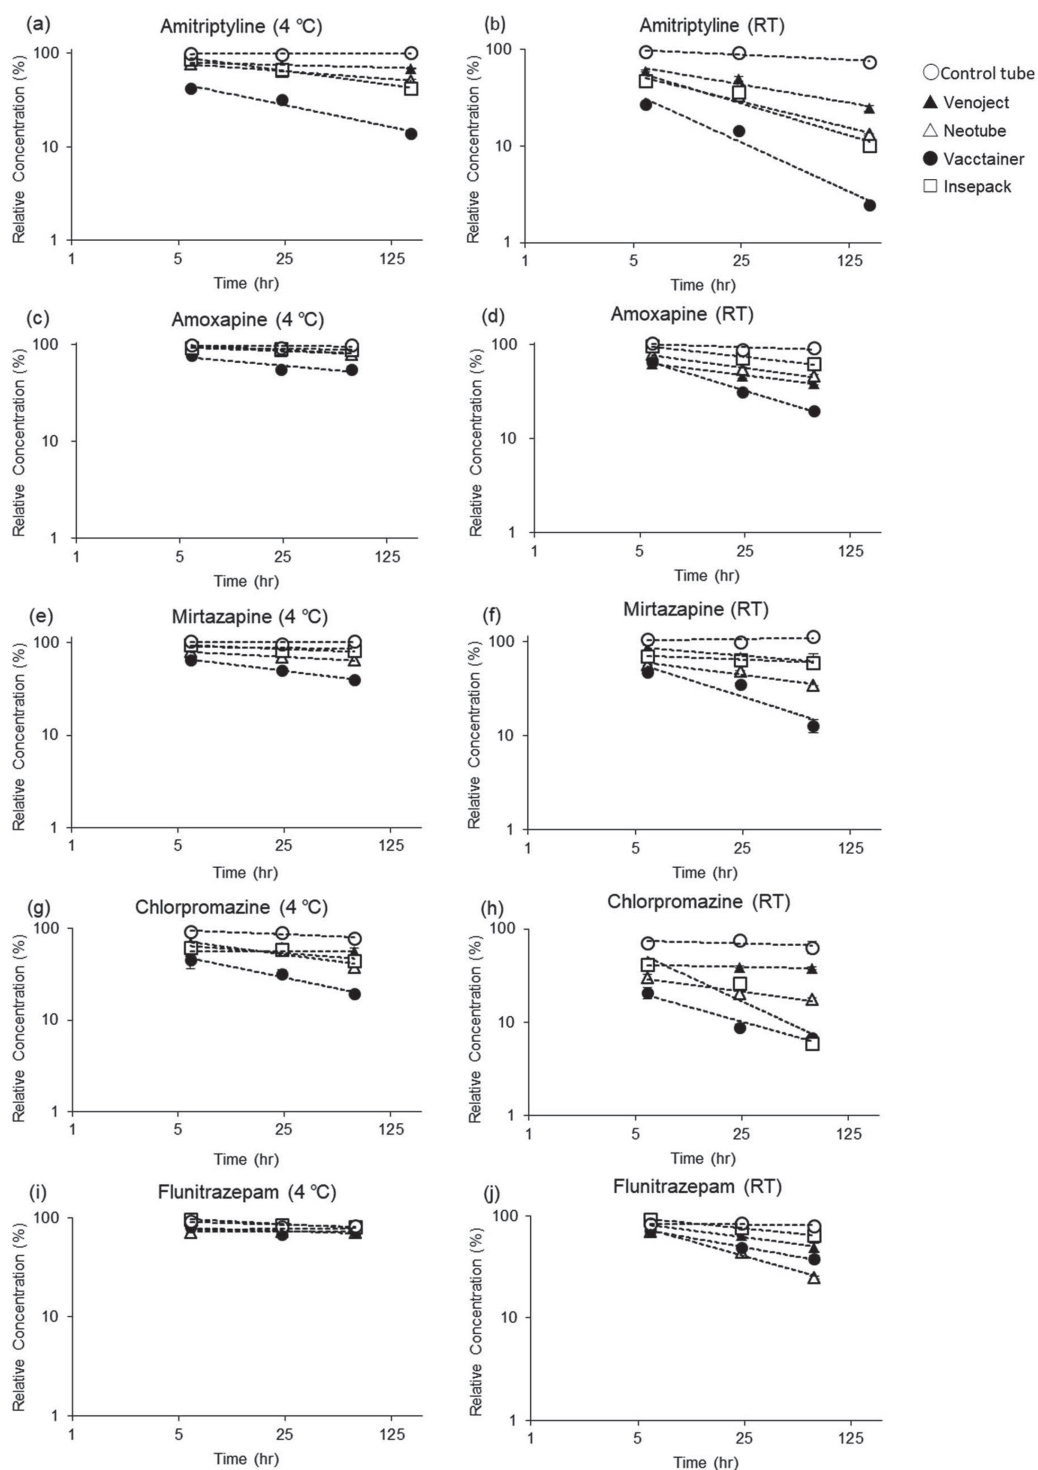 (a) Amitriptyline (4 ℃)
Relative Concentration (%)
100
10
1
1 5 25 125
Time (hr)
(b) Amitriptyline (RT)
Relative Concentration (%)
100
10
1
1 5 25 125
Time (hr)
Control tube
Venoject
Neotube
Vacctainer
Insepack
(c) Amoxapine (4 ℃)
Relative Concentration (%)
100
10
1
1 5 25 125
Time (hr)
(d) Amoxapine (RT)
Relative Concentration (%)
100
10
1
1 5 25 125
Time (hr)
(e) Mirtazapine (4 ℃)
Relative Concentration (%)
100
10
1
1 5 25 125
Time (hr)
(f) Mirtazapine (RT)
Relative Concentration (%)
100
10
1
1 5 25 125
Time (hr)
(g) Chlorpromazine (4 ℃)
Relative Concentration (%)
100
10
1
1 5 25 125
Time (hr)
(h) Chlorpromazine (RT)
Relative Concentration (%)
100
10
1
1 5 25 125
Time (hr)
(i) Flunitrazepam (4 ℃)
Relative Concentration (%)
100
10
1
1 5 25 125
Time (hr)
(j) Flunitrazepam (RT)
Relative Concentration (%)
100
10
1
1 5 25 125
Time (hr)